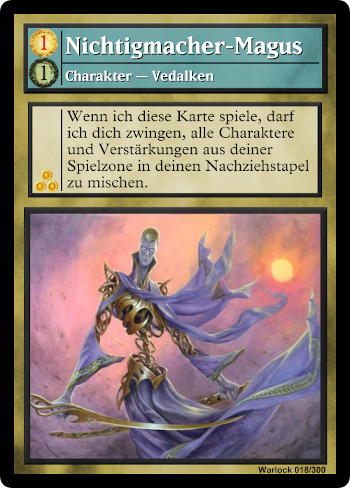 1 Nichtigmacher-Magus
1 Charakter — Vedalken
Wenn ich diese Karte spiele, darf
ich dich zwingen, alle Charaktere
und Verstärkungen aus deiner
Spielzone in deinen Nachziehstapel
zu mischen.
Warlock 018/300